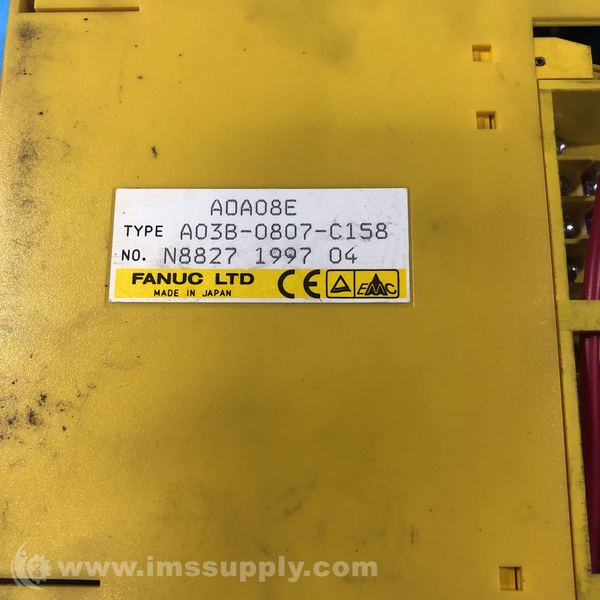 AOA08E
TYPE A03B-0807-C158
NO. N8827 1997 04
FANUC LTD
MADE IN JAPAN
CE
EMC
www.imssupply.com